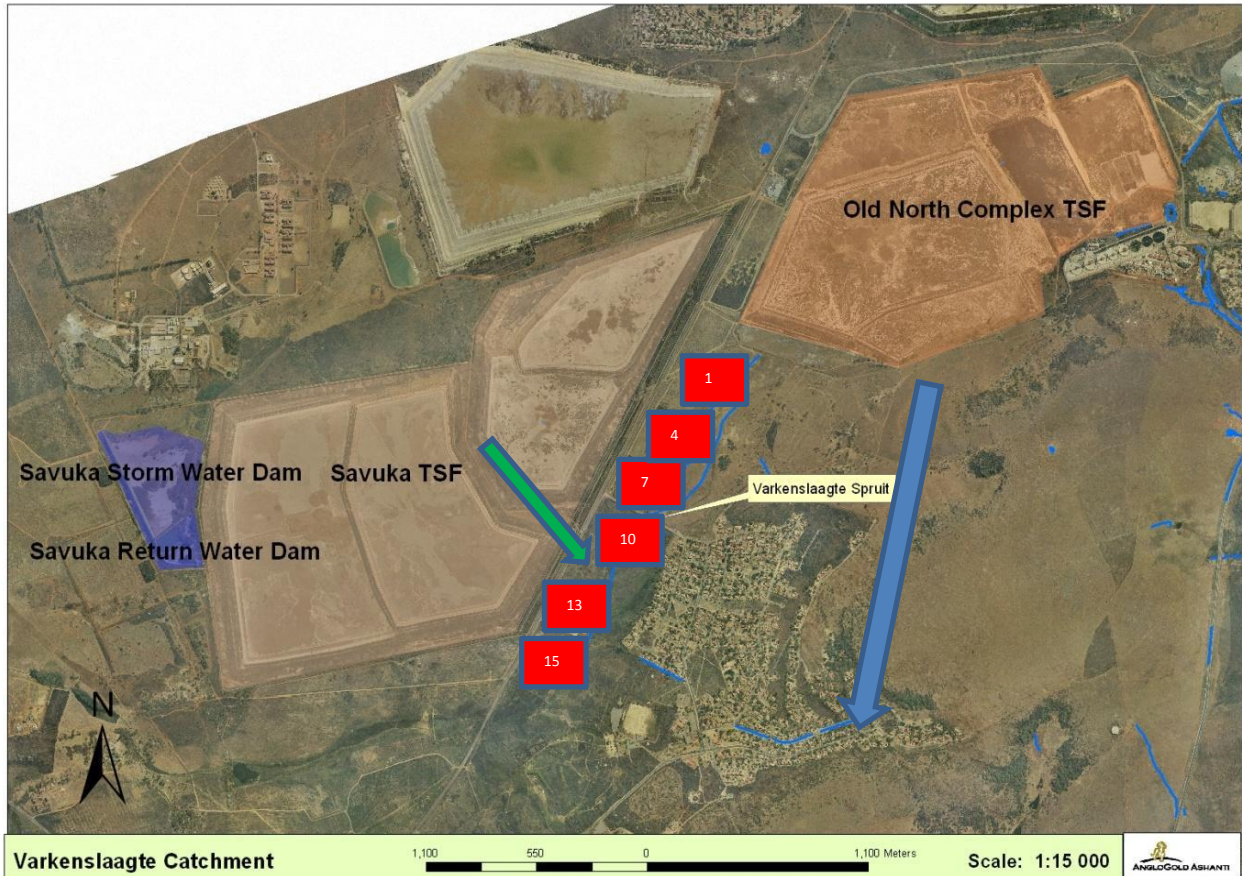 Old North Complex TSF
1
4
Savuka Storm Water Dam
Savuka TSF
7
Varkenslaagte Spruit
10
Savuka Return Water Dam
13
15
N
Varkenslaagte Catchment
1,100 550 0 1,100 Meters
Scale: 1:15 000
ANGLOGOLD ASHANTI